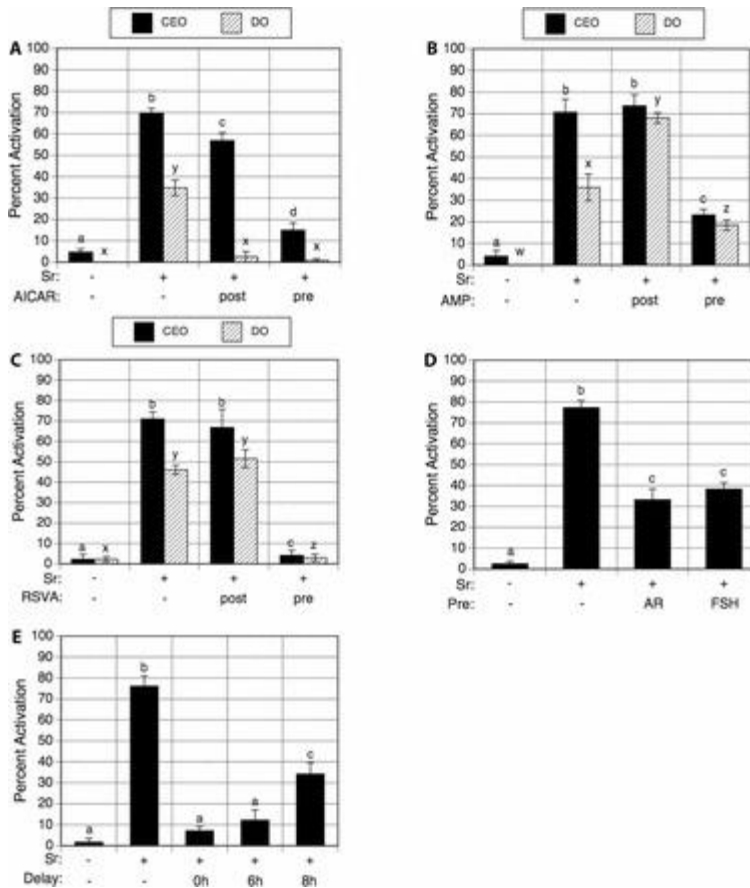 CEO DO
A
100
90
80
70
60
50
40
30
20
10
0
Percent Activation
a x b y c x d x
Sr: - + + +
AICAR: - - post pre
CEO DO
B
100
90
80
70
60
50
40
30
20
10
0
Percent Activation
a w b x b y c z
Sr: - + + +
AMP: - - post pre
CEO DO
C
100
90
80
70
60
50
40
30
20
10
0
Percent Activation
a x b y b y c z
Sr: - + + +
RSVA: - - post pre
D
100
90
80
70
60
50
40
30
20
10
0
Percent Activation
a b c c
Sr: - + + +
Pre: - - AR FSH
E
100
90
80
70
60
50
40
30
20
10
0
Percent Activation
a b a a c
Sr: - + + + +
Delay: - - 0h 6h 8h